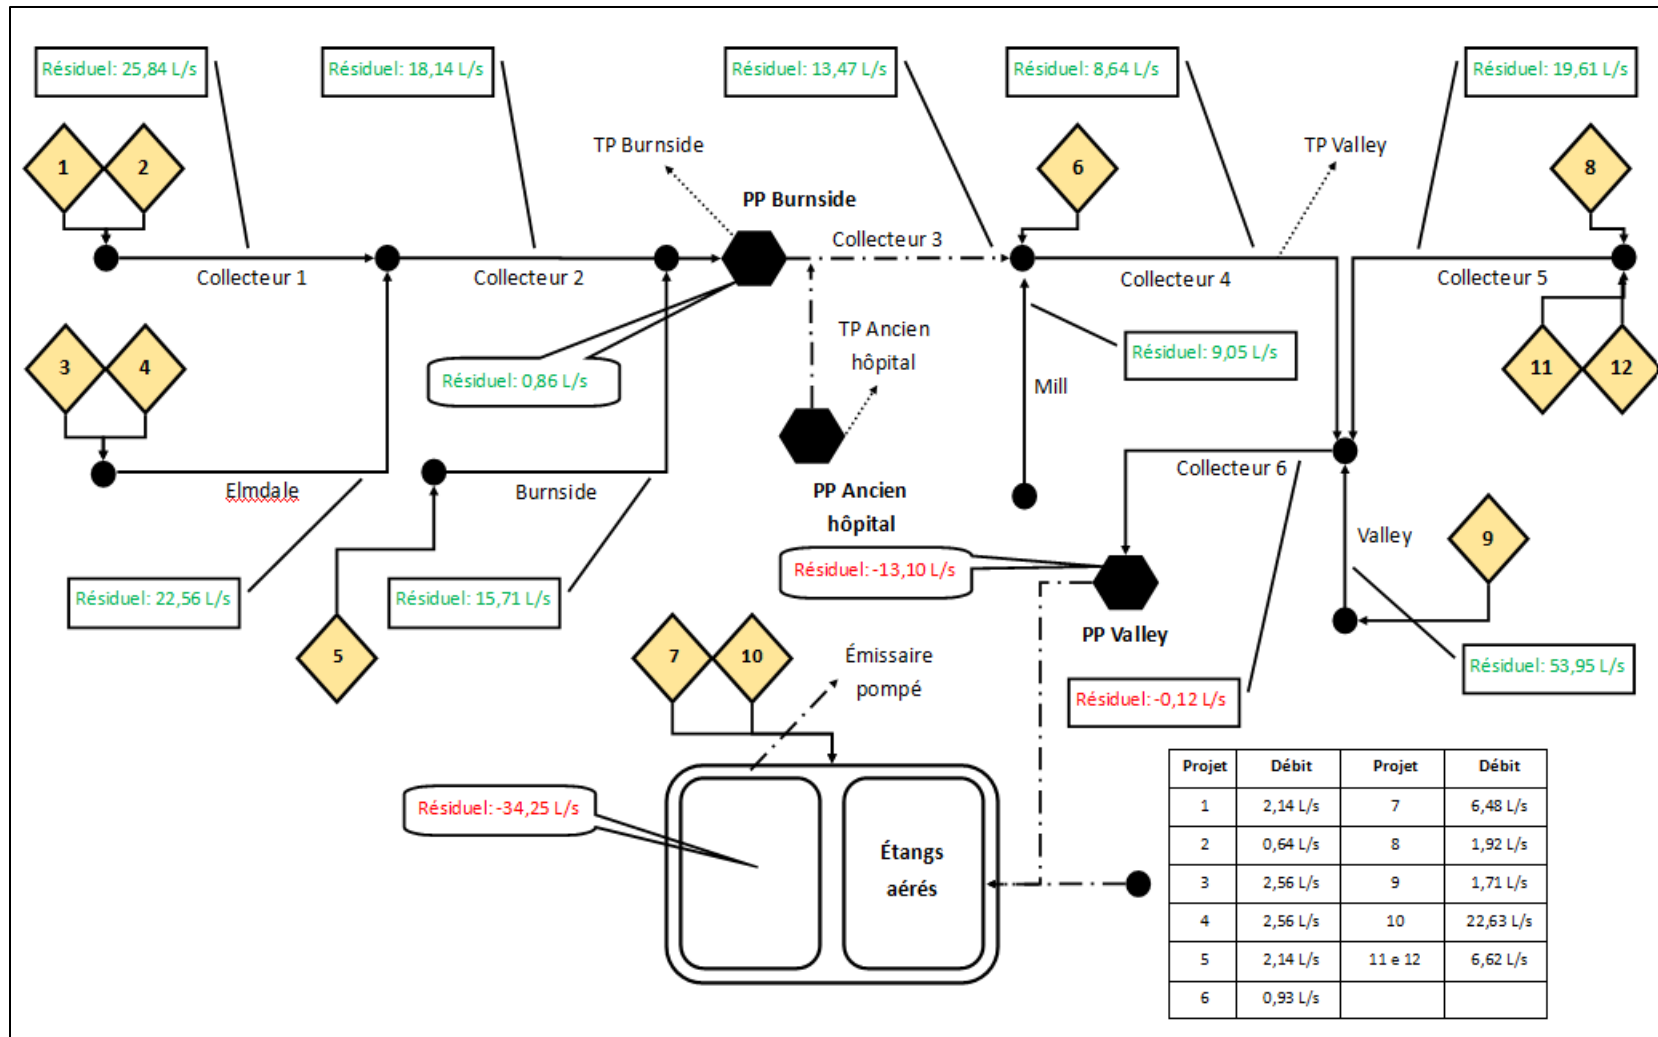 Résiduel: 25,84 L/s
Résiduel: 18,14 L/s
Résiduel: 13,47 L/s
Résiduel: 8,64 L/s
Résiduel: 19,61 L/s
TP Burnside
TP Valley
1
2
6
8
PP Burnside
Collecteur 3
Collecteur 1
Collecteur 2
Collecteur 4
Collecteur 5
TP Ancien
hôpital
Résiduel: 9,05 L/s
3
4
Résiduel: 0,86 L/s
Mill
11
12
Collecteur 6
Elmdale
Burnside
PP Ancien
hôpital
Valley
9
Résiduel: -13,10 L/s
Résiduel: 22,56 L/s
Résiduel: 15,71 L/s
PP Valley
5
7
10
Émissaire
pompé
Résiduel: 53,95 L/s
Résiduel: -0,12 L/s
Résiduel: -34,25 L/s
Étangs
aérés
Projet Débit Projet Débit
1 2,14 L/s 7 6,48 L/s
2 0,64 L/s 8 1,92 L/s
3 2,56 L/s 9 1,71 L/s
4 2,56 L/s 10 22,63 L/s
5 2,14 L/s 11 e 12 6,62 L/s
6 0,93 L/s